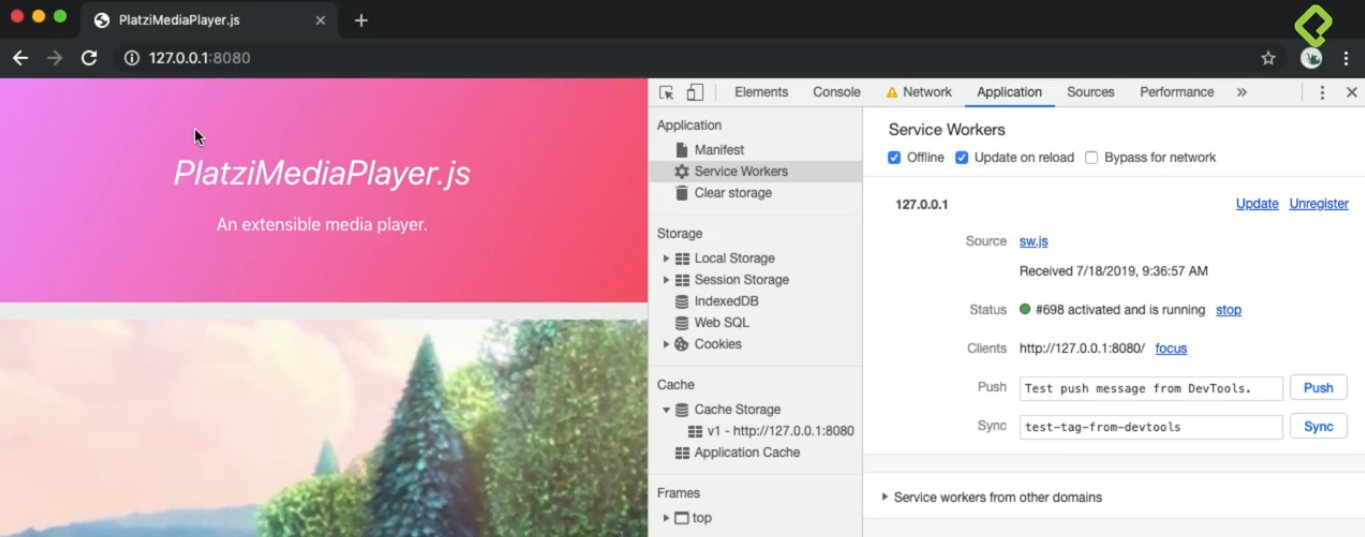 PlatziMediaPlayer.js
127.0.0.1:8080
PlatziMediaPlayer.js
An extensible media player.
Elements Console Network Application Sources Performance »
Application
Manifest
Service Workers
Clear storage
Storage
Local Storage
Session Storage
IndexedDB
Web SQL
Cookies
Cache
Cache Storage
v1 - http://127.0.0.1:8080
Application Cache
Frames
top
Service Workers
Offline Update on reload Bypass for network
127.0.0.1 Update Unregister
Source sw.js
Received 7/18/2019, 9:36:57 AM
Status #698 activated and is running stop
Clients http://127.0.0.1:8080/ focus
Push Test push message from DevTools. Push
Sync test-tag-from-devtools Sync
Service workers from other domains